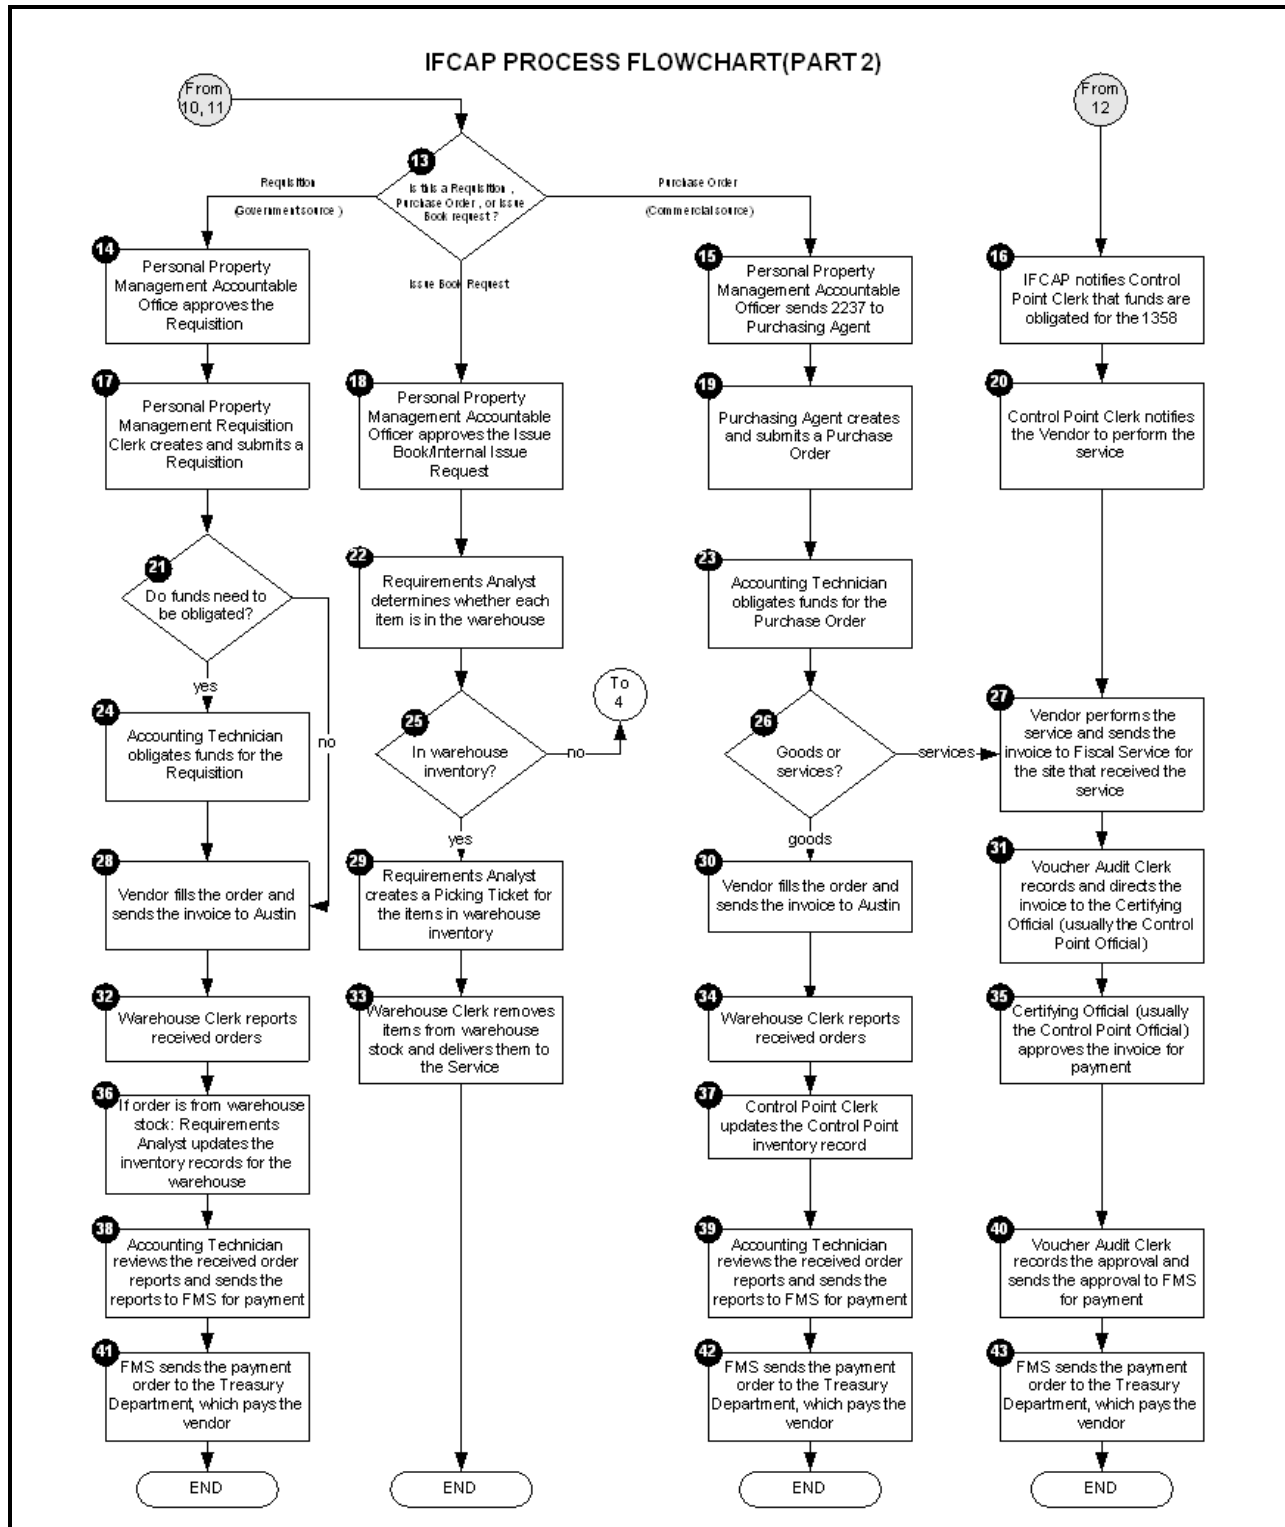 IFCAP PROCESS FLOWCHART(PART 2)
From
10, 11
From
12
13
Is this a Requisition,
Purchase Order, or Issue
Book request?
Requisition
(Government source)
Purchase Order
(Commercial source)
Issue Book Request
14
Personal Property
Management Accountable
Office approves the
Requisition
15
Personal Property
Management Accountable
Officer sends 2237 to
Purchasing Agent
16
IFCAP notifies Control
Point Clerk that funds are
obligated for the 1358
17
Personal Property
Management Requisition
Clerk creates and submits a
Requisition
18
Personal Property
Management Accountable
Officer approves the Issue
Book/Internal Issue
Request
19
Purchasing Agent creates
and submits a Purchase
Order
20
Control Point Clerk notifies
the Vendor to perform the
service
21
Do funds need to
be obligated?
yes
no
22
Requirements Analyst
determines whether each
item is in the warehouse
23
Accounting Technician
obligates funds for the
Purchase Order
24
Accounting Technician
obligates funds for the
Requisition
25
In warehouse
inventory?
no
To
4
yes
26
Goods or
services?
services
goods
27
Vendor performs the
service and sends the
invoice to Fiscal Service for
the site that received the
service
28
Vendor fills the order and
sends the invoice to Austin
29
Requirements Analyst
creates a Picking Ticket for
the items in warehouse
inventory
30
Vendor fills the order and
sends the invoice to Austin
31
Voucher Audit Clerk
records and directs the
invoice to the Certifying
Official (usually the Control
Point Official)
32
Warehouse Clerk reports
received orders
33
Warehouse Clerk removes
items from warehouse
stock and delivers them to
the Service
34
Warehouse Clerk reports
received orders
35
Certifying Official (usually
the Control Point Official)
approves the invoice for
payment
36
If order is from warehouse
stock: Requirements
Analyst updates the
inventory records for the
warehouse
37
Control Point Clerk
updates the Control Point
inventory record
38
Accounting Technician
reviews the received order
reports and sends the
reports to FMS for payment
39
Accounting Technician
reviews the received order
reports and sends the
reports to FMS for payment
40
Voucher Audit Clerk
records the approval and
sends the approval to FMS
for payment
41
FMS sends the payment
order to the Treasury
Department, which pays the
vendor
42
FMS sends the payment
order to the Treasury
Department, which pays the
vendor
43
FMS sends the payment
order to the Treasury
Department, which pays the
vendor
END
END
END
END